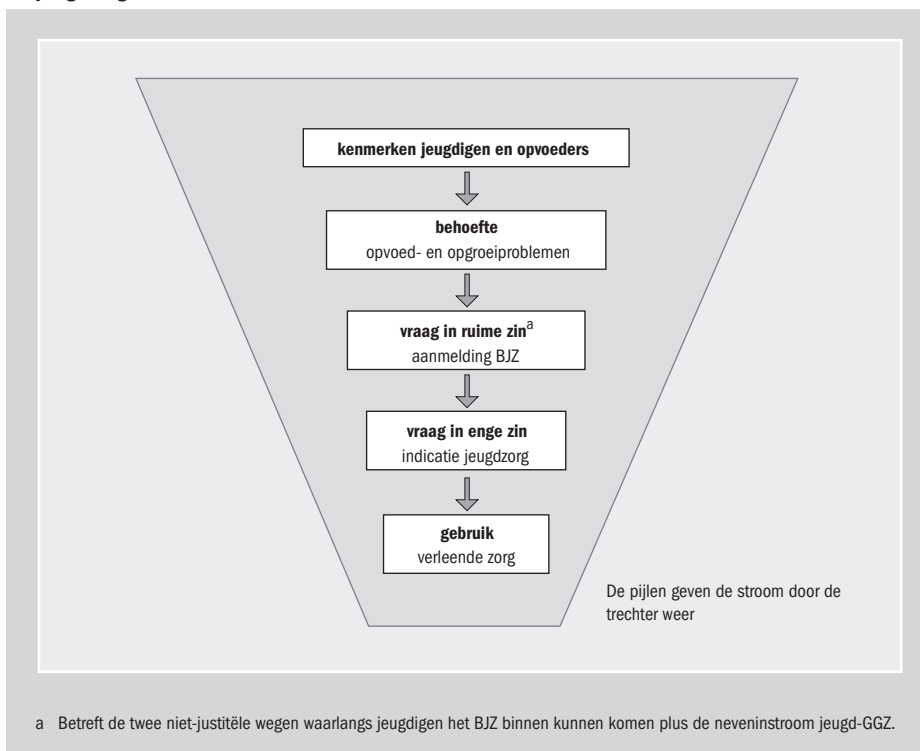 kenmerken jeugdigen en opvoeders
behoefte
opvoed- en opgroeiproblemen
vraag in ruime zinᵃ
aanmelding BJZ
vraag in enge zin
indicatie jeugdzorg
gebruik
verleende zorg
De pijlen geven de stroom door de
trechter weer
a Betreft de twee niet-justitële wegen waarlangs jeugdigen het BJZ binnen kunnen komen plus de neveninstroom jeugd-GGZ.